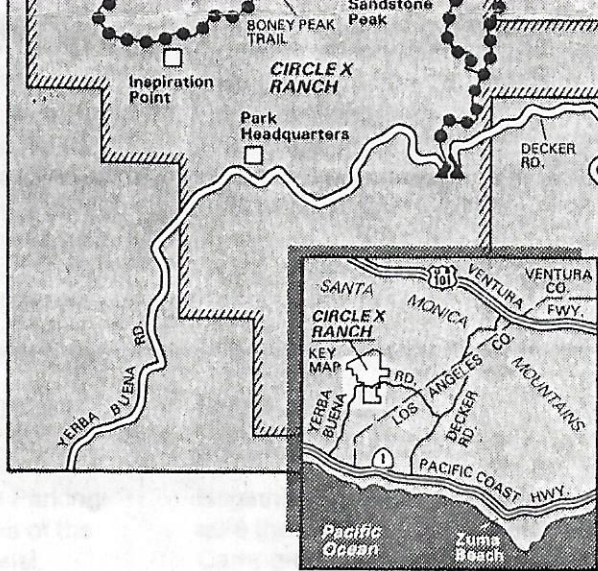 Sandstone
Peak
BONEY PEAK
TRAIL
Inspiration
Point
CIRCLE X
RANCH
Park
Headquarters
DECKER
RD.
YERBA BUENA RD.
SANTA MONICA MOUNTAINS
101
VENTURA FWY.
VENTURA
CO.
LOS ANGELES CO.
CIRCLE X
RANCH
KEY
MAP
YERBA BUENA RD.
DECKER RD.
1
PACIFIC COAST HWY.
Pacific
Ocean
Zuma
Beach